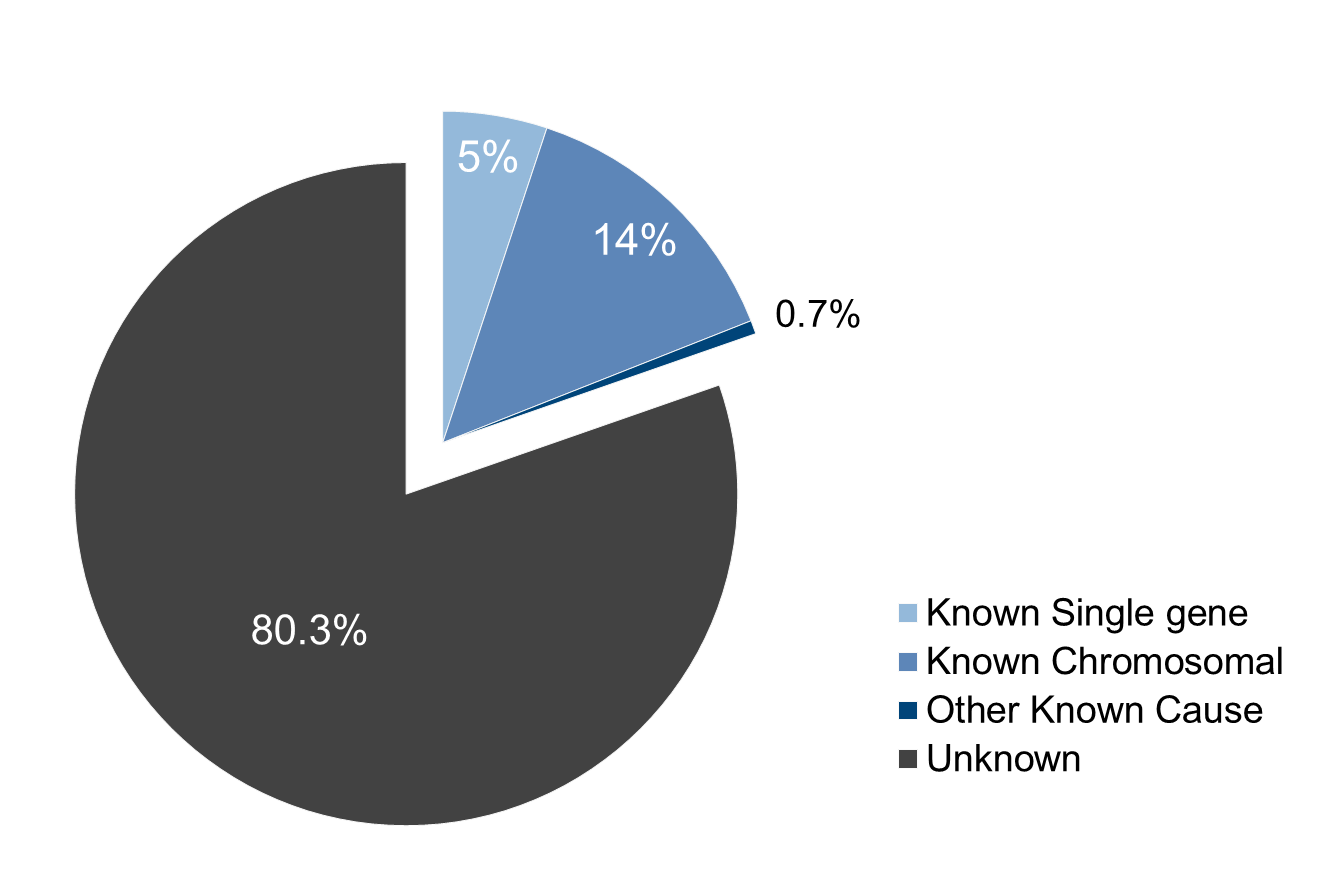 5%
14%
0.7%
80.3%
Known Single gene
Known Chromosomal
Other Known Cause
Unknown